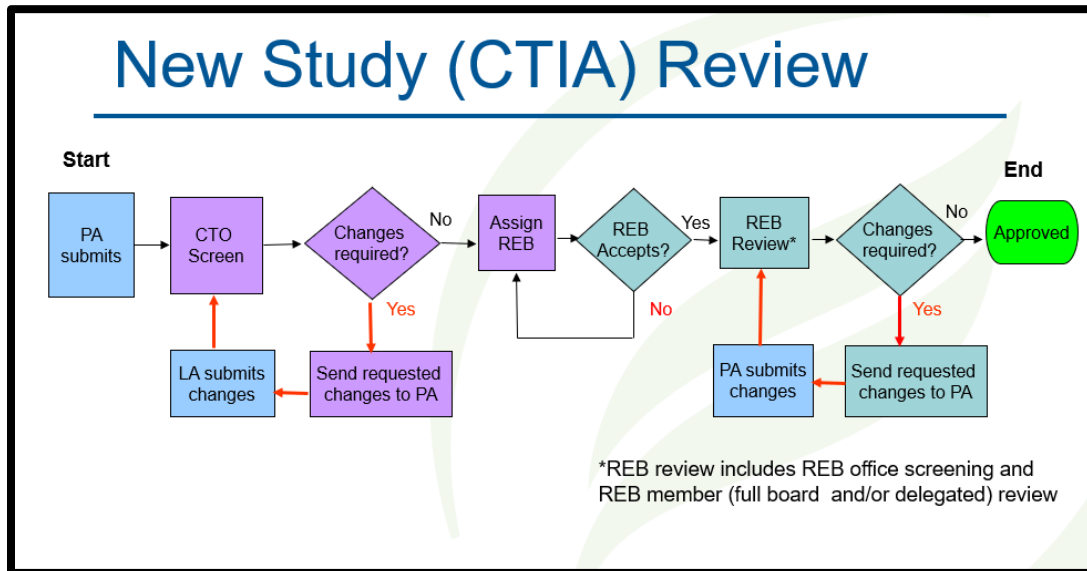 New Study (CTIA) Review
Start
End
PA
submits
CTO
Screen
Changes
required?
No
Assign
REB
REB
Accepts?
Yes
REB
Review*
Changes
required?
No
Approved
Yes
No
Yes
LA submits
changes
Send requested
changes to PA
PA submits
changes
Send requested
changes to PA
*REB review includes REB office screening and
REB member (full board and/or delegated) review